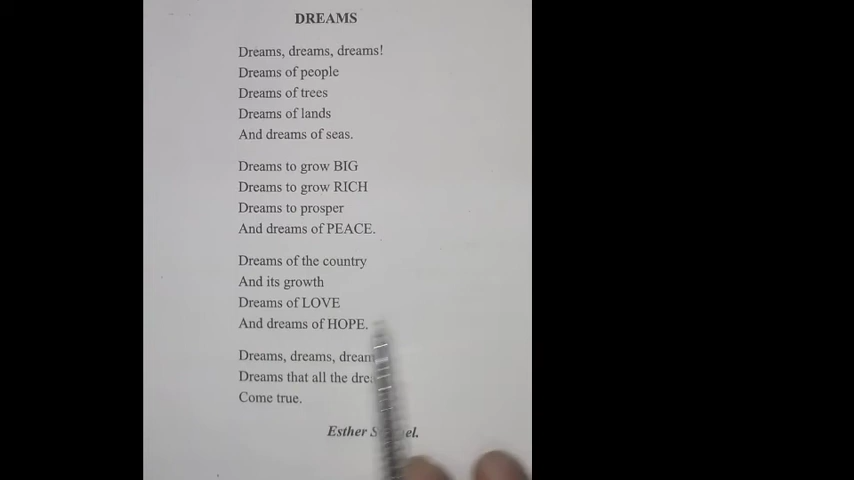 DREAMS
Dreams, dreams, dreams!
Dreams of people
Dreams of trees
Dreams of lands
And dreams of seas.
Dreams to grow BIG
Dreams to grow RICH
Dreams to prosper
And dreams of PEACE.
Dreams of the country
And its growth
Dreams of LOVE
And dreams of HOPE.
Dreams, dreams,
Dreams that all the
Come true.
Esther